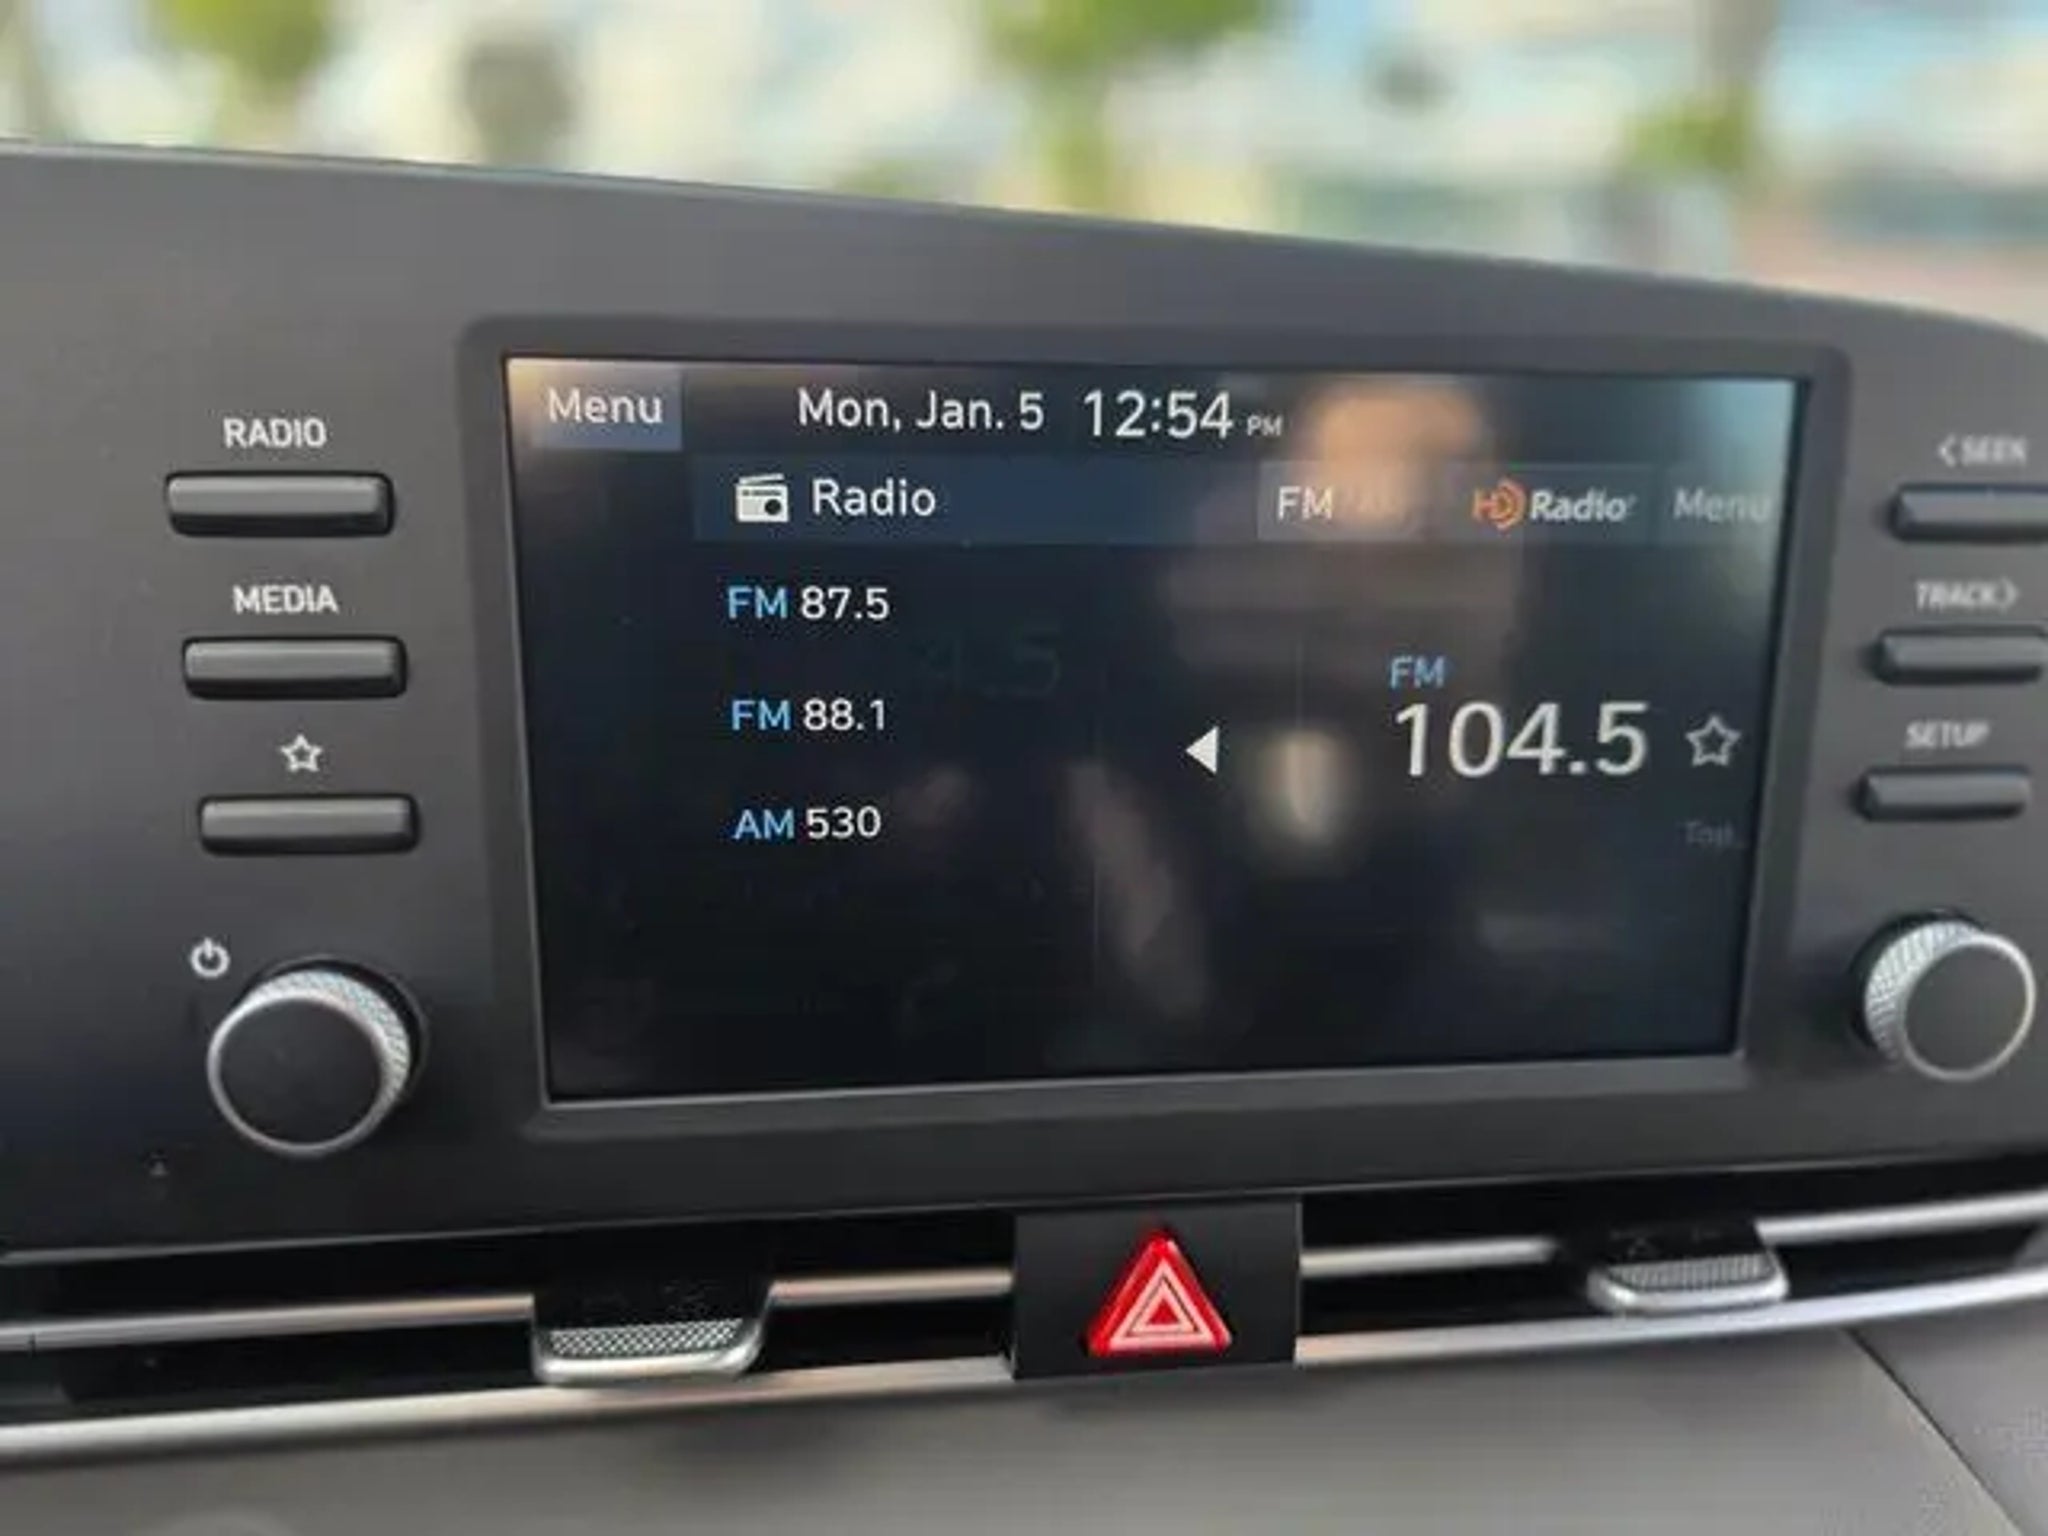 Menu Mon, Jan. 5 12:54 PM
Radio FM HD Radio Menu
FM 87.5
FM 88.1
AM 530
FM
104.5
RADIO
MEDIA
< SEEK
TRACK >
SETUP